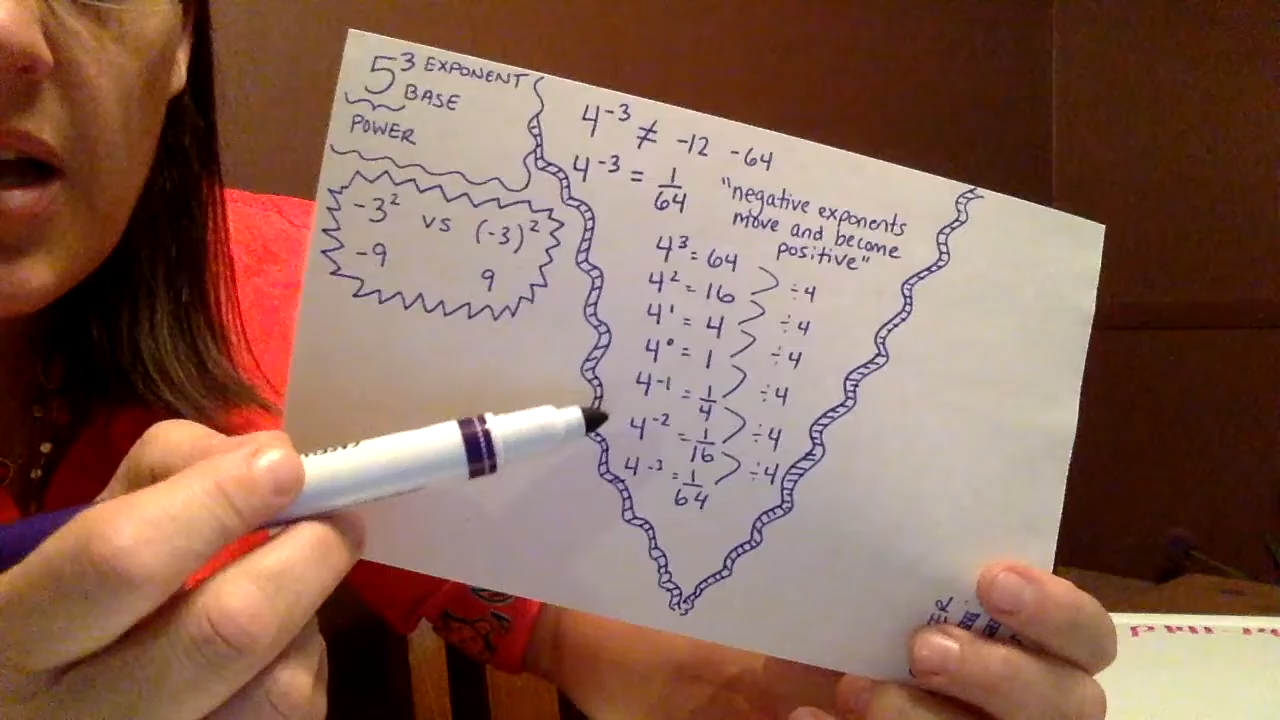 5³ EXPONENT
BASE
POWER
-3² vs (-3)²
-9 9
4⁻³ ≠ -12 -64
4⁻³ = 1/64
"negative exponents
move and become
positive"
4³ = 64
4² = 16 ÷4
4¹ = 4 ÷4
4⁰ = 1 ÷4
4⁻¹ = 1/4 ÷4
4⁻² = 1/16 ÷4
4⁻³ = 1/64 ÷4